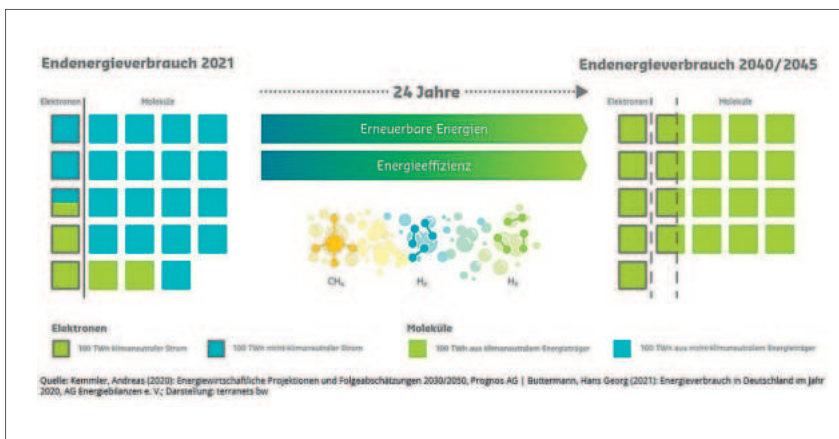 Endenergieverbrauch 2021
Endenergieverbrauch 2040/2045
24 Jahre
Elektronen Moleküle
Elektronen Moleküle
Erneuerbare Energien
Energieeffizienz
CH₄ H₂ H₂
Elektronen
Moleküle
100 TWh klimaneutraler Strom
100 TWh nicht-klimaneutraler Strom
100 TWh aus klimaneutralem Energieträger
100 TWh aus nicht-klimaneutralem Energieträger
Quelle: Kemmler, Andreas (2020): Energiewirtschaftliche Projektionen und Folgeabschätzungen 2030/2050, Prognos AG | Buttermann, Hans Georg (2021): Energieverbrauch in Deutschland im Jahr
2020, AG Energiebilanzen e. V.; Darstellung: terranets bw